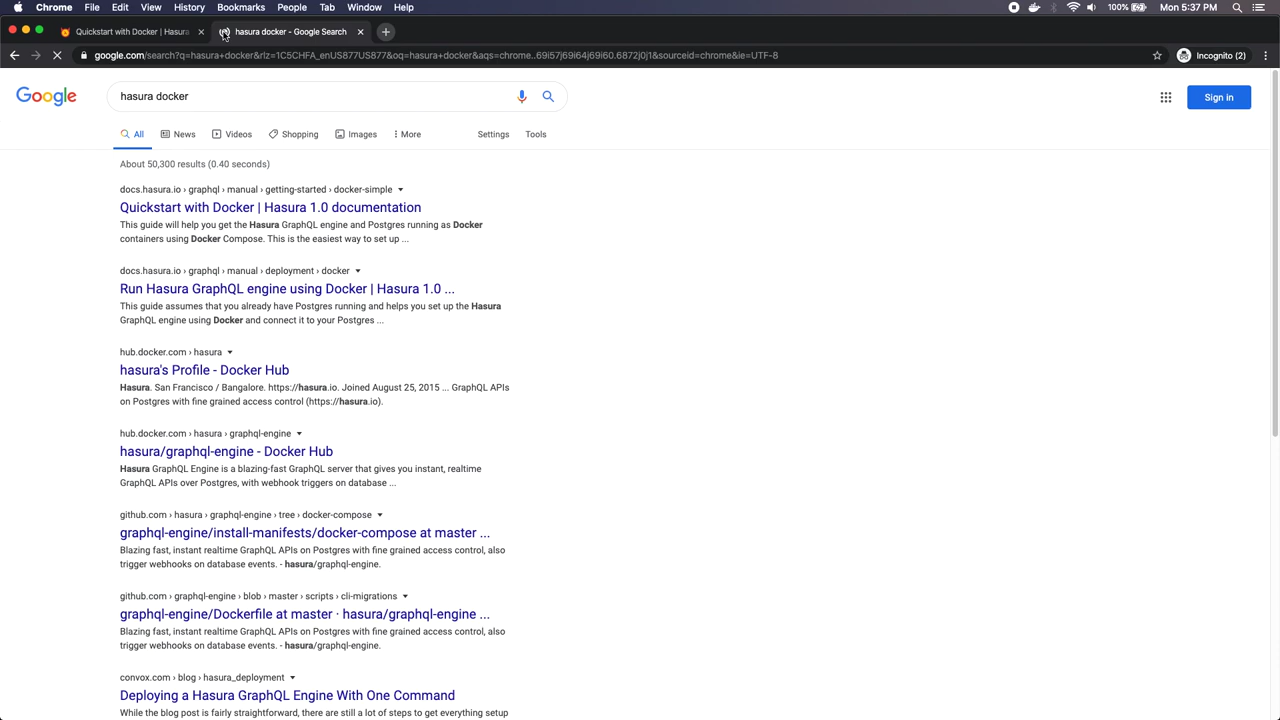 Chrome File Edit View History Bookmarks People Tab Window Help 100% Mon 5:37 PM
Quickstart with Docker | Hasura hasura docker - Google Search
google.com/search?q=hasura+docker&rlz=1C5CHFA_enUS877US877&oq=hasura+docker&aqs=chrome..69i57j69i64j69i60.6872j0j1&sourceid=chrome&ie=UTF-8 Incognito (2)
Google hasura docker Sign in
All News Videos Shopping Images More Settings Tools
About 50,300 results (0.40 seconds)
docs.hasura.io › graphql › manual › getting-started › docker-simple
Quickstart with Docker | Hasura 1.0 documentation
This guide will help you get the Hasura GraphQL engine and Postgres running as Docker
containers using Docker Compose. This is the easiest way to set up ...
docs.hasura.io › graphql › manual › deployment › docker
Run Hasura GraphQL engine using Docker | Hasura 1.0 ...
This guide assumes that you already have Postgres running and helps you set up the Hasura
GraphQL engine using Docker and connect it to your Postgres ...
hub.docker.com › hasura
hasura's Profile - Docker Hub
Hasura. San Francisco / Bangalore. https://hasura.io. Joined August 25, 2015 ... GraphQL APIs
on Postgres with fine grained access control (https://hasura.io).
hub.docker.com › hasura › graphql-engine
hasura/graphql-engine - Docker Hub
Hasura GraphQL Engine is a blazing-fast GraphQL server that gives you instant, realtime
GraphQL APIs over Postgres, with webhook triggers on database ...
github.com › hasura › graphql-engine › tree › docker-compose
graphql-engine/install-manifests/docker-compose at master ...
Blazing fast, instant realtime GraphQL APIs on Postgres with fine grained access control, also
trigger webhooks on database events. - hasura/graphql-engine.
github.com › graphql-engine › blob › master › scripts › cli-migrations
graphql-engine/Dockerfile at master · hasura/graphql-engine ...
Blazing fast, instant realtime GraphQL APIs on Postgres with fine grained access control, also
trigger webhooks on database events. - hasura/graphql-engine.
convox.com › blog › hasura_deployment
Deploying a Hasura GraphQL Engine With One Command
While the blog post is fairly straightforward, there are still a lot of steps to get everything setup